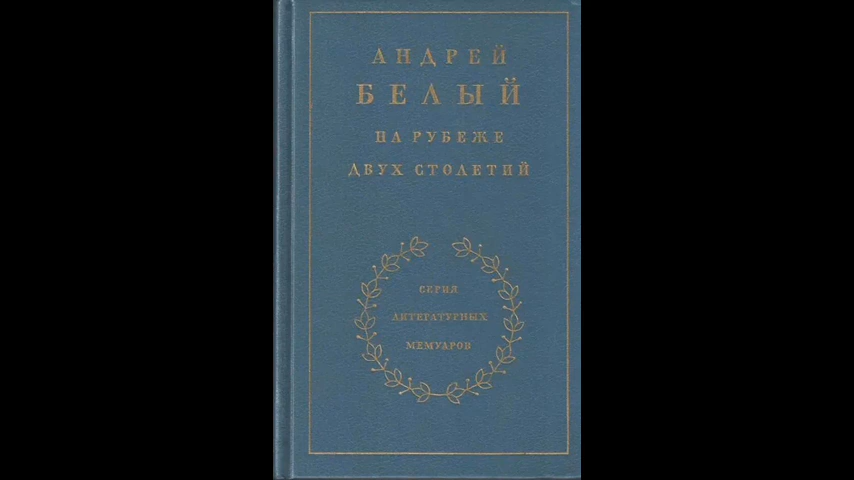 АНДРЕЙ
БЕЛЫЙ
НА РУБЕЖЕ
ДВУХ СТОЛЕТИЙ
СЕРИЯ
ЛИТЕРАТУРНЫХ
МЕМУАРОВ